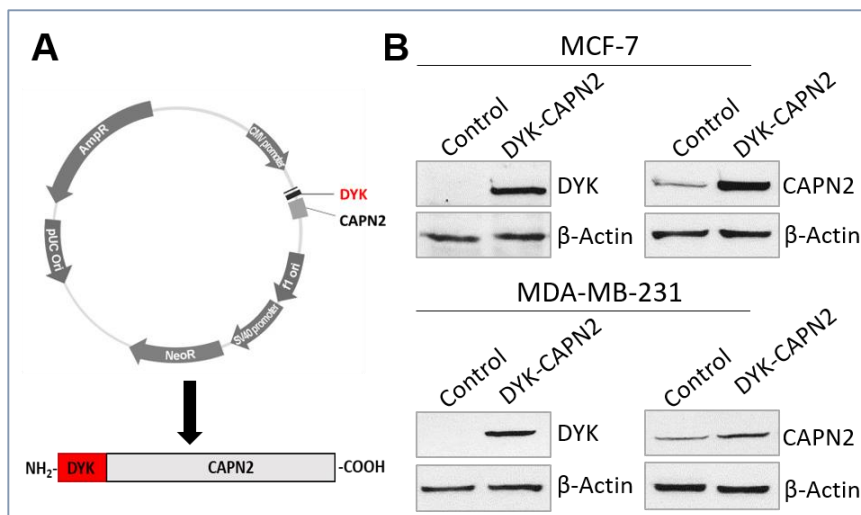 A
AmpR
CMV promoter
DYK
CAPN2
pUC Ori
f1 ori
SV40 promoter
NeoR
NH2- DYK CAPN2 -COOH
B
MCF-7
Control DYK-CAPN2 Control DYK-CAPN2
DYK CAPN2
β-Actin β-Actin
MDA-MB-231
Control DYK-CAPN2 Control DYK-CAPN2
DYK CAPN2
β-Actin β-Actin